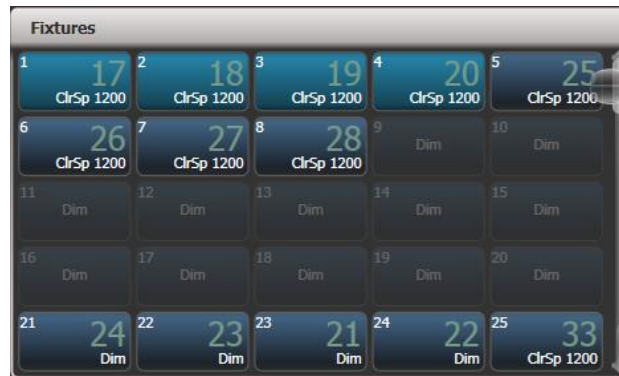 Fixtures
1 17 2 18 3 19 4 20 5 25
ClrSp 1200 ClrSp 1200 ClrSp 1200 ClrSp 1200 ClrSp 1200
6 26 7 27 8 28 9 10
ClrSp 1200 ClrSp 1200 ClrSp 1200 Dim Dim
11 12 13 14 15
Dim Dim Dim Dim Dim
16 17 18 19 20
Dim Dim Dim Dim Dim
21 24 22 23 23 21 24 22 25 33
Dim Dim Dim Dim ClrSp 1200